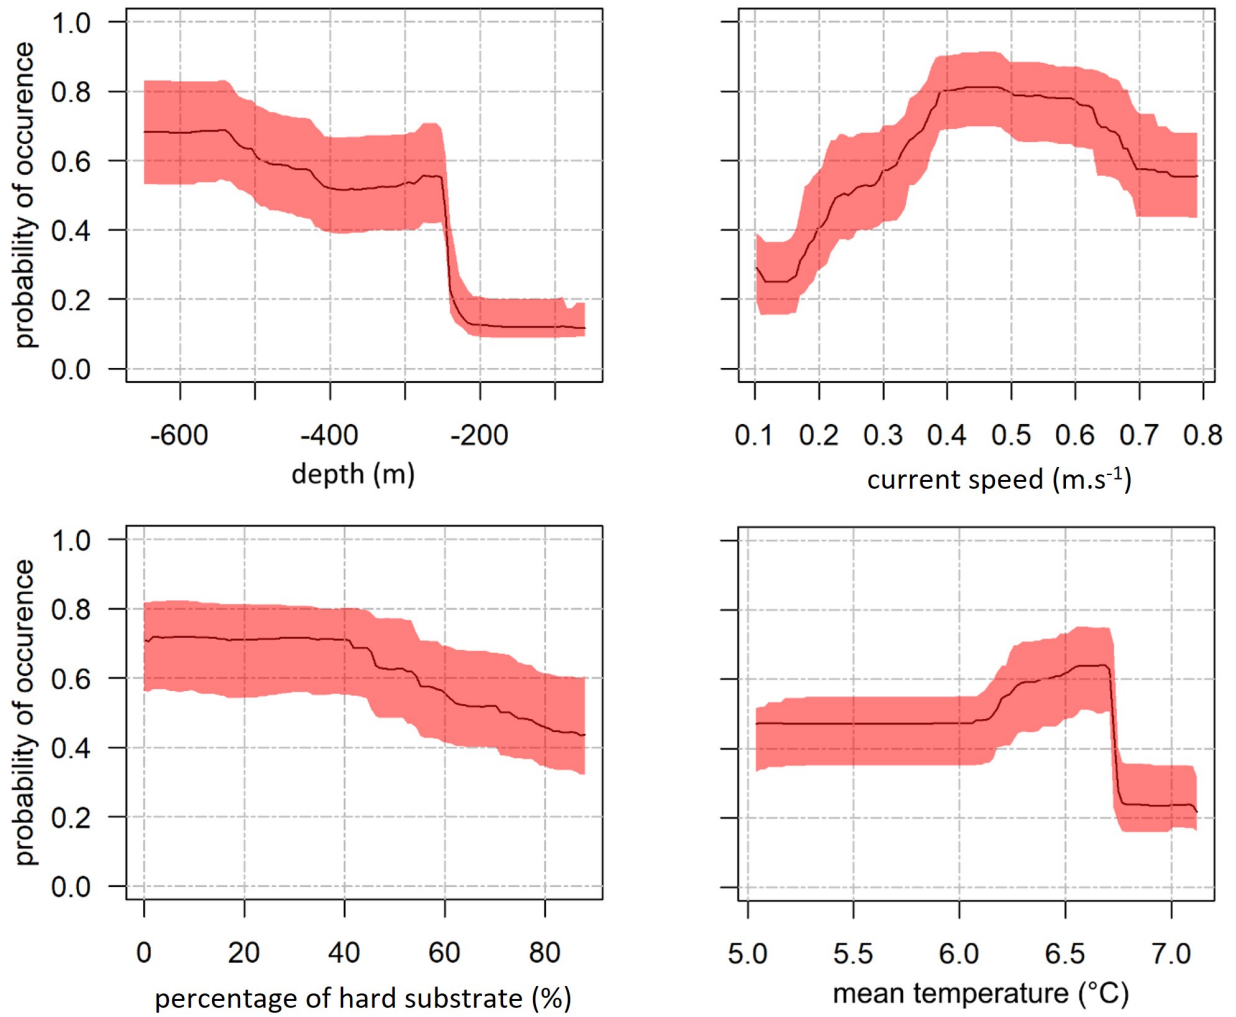 1.0
0.8
0.6
0.4
0.2
0.0
probability of occurence
-600
-400
-200
depth (m)
0.1 0.2 0.3 0.4 0.5 0.6 0.7 0.8
current speed (m.s-1)
1.0
0.8
0.6
0.4
0.2
0.0
probability of occurence
0 20 40 60 80
percentage of hard substrate (%)
5.0 5.5 6.0 6.5 7.0
mean temperature (°C)